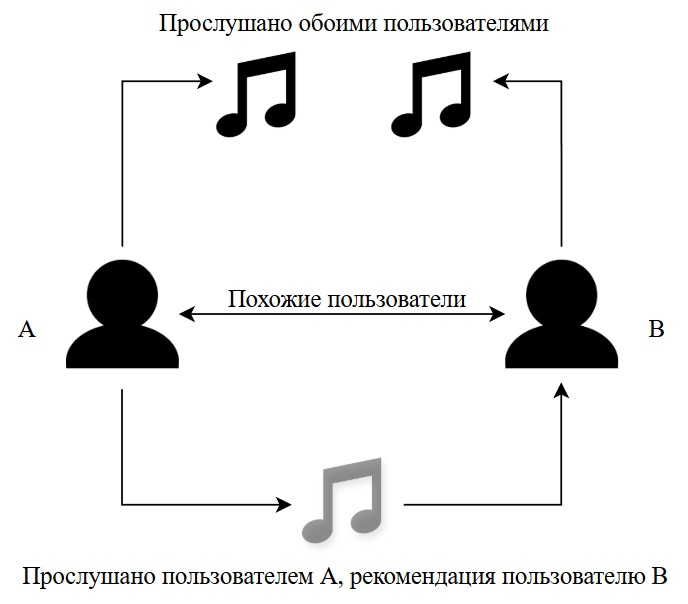 Прослушано обоими пользователями
Похожие пользователи
A
B
Прослушано пользователем A, рекомендация пользователю B